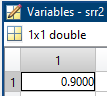 Variables - srr2
1x1 double
1
1 0.9000